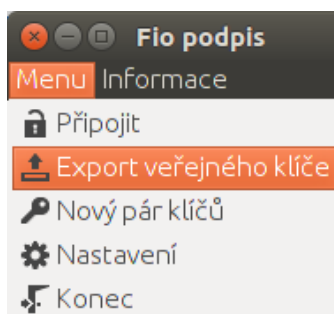 Fio podpis
Menu Informace
Připojit
Export veřejného klíče
Nový pár klíčů
Nastavení
Konec